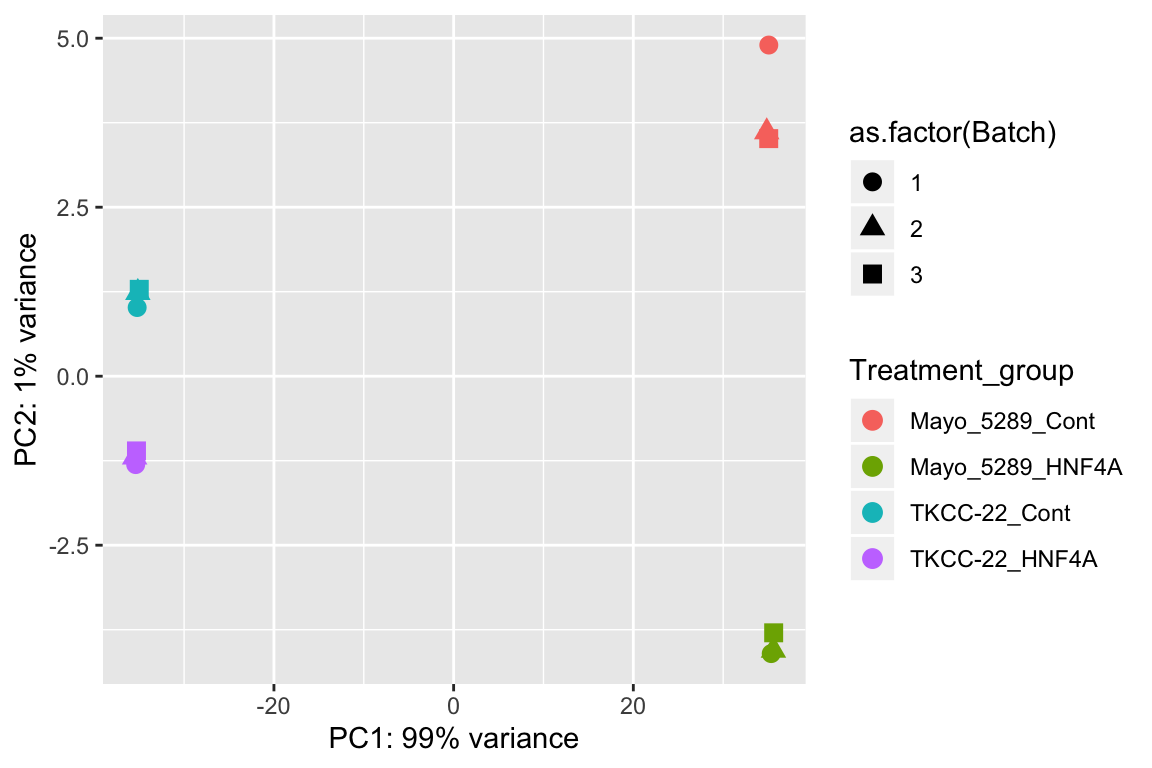 5.0
2.5
0.0
-2.5
PC2: 1% variance
-20
0
20
PC1: 99% variance
as.factor(Batch)
1
2
3
Treatment_group
Mayo_5289_Cont
Mayo_5289_HNF4A
TKCC-22_Cont
TKCC-22_HNF4A